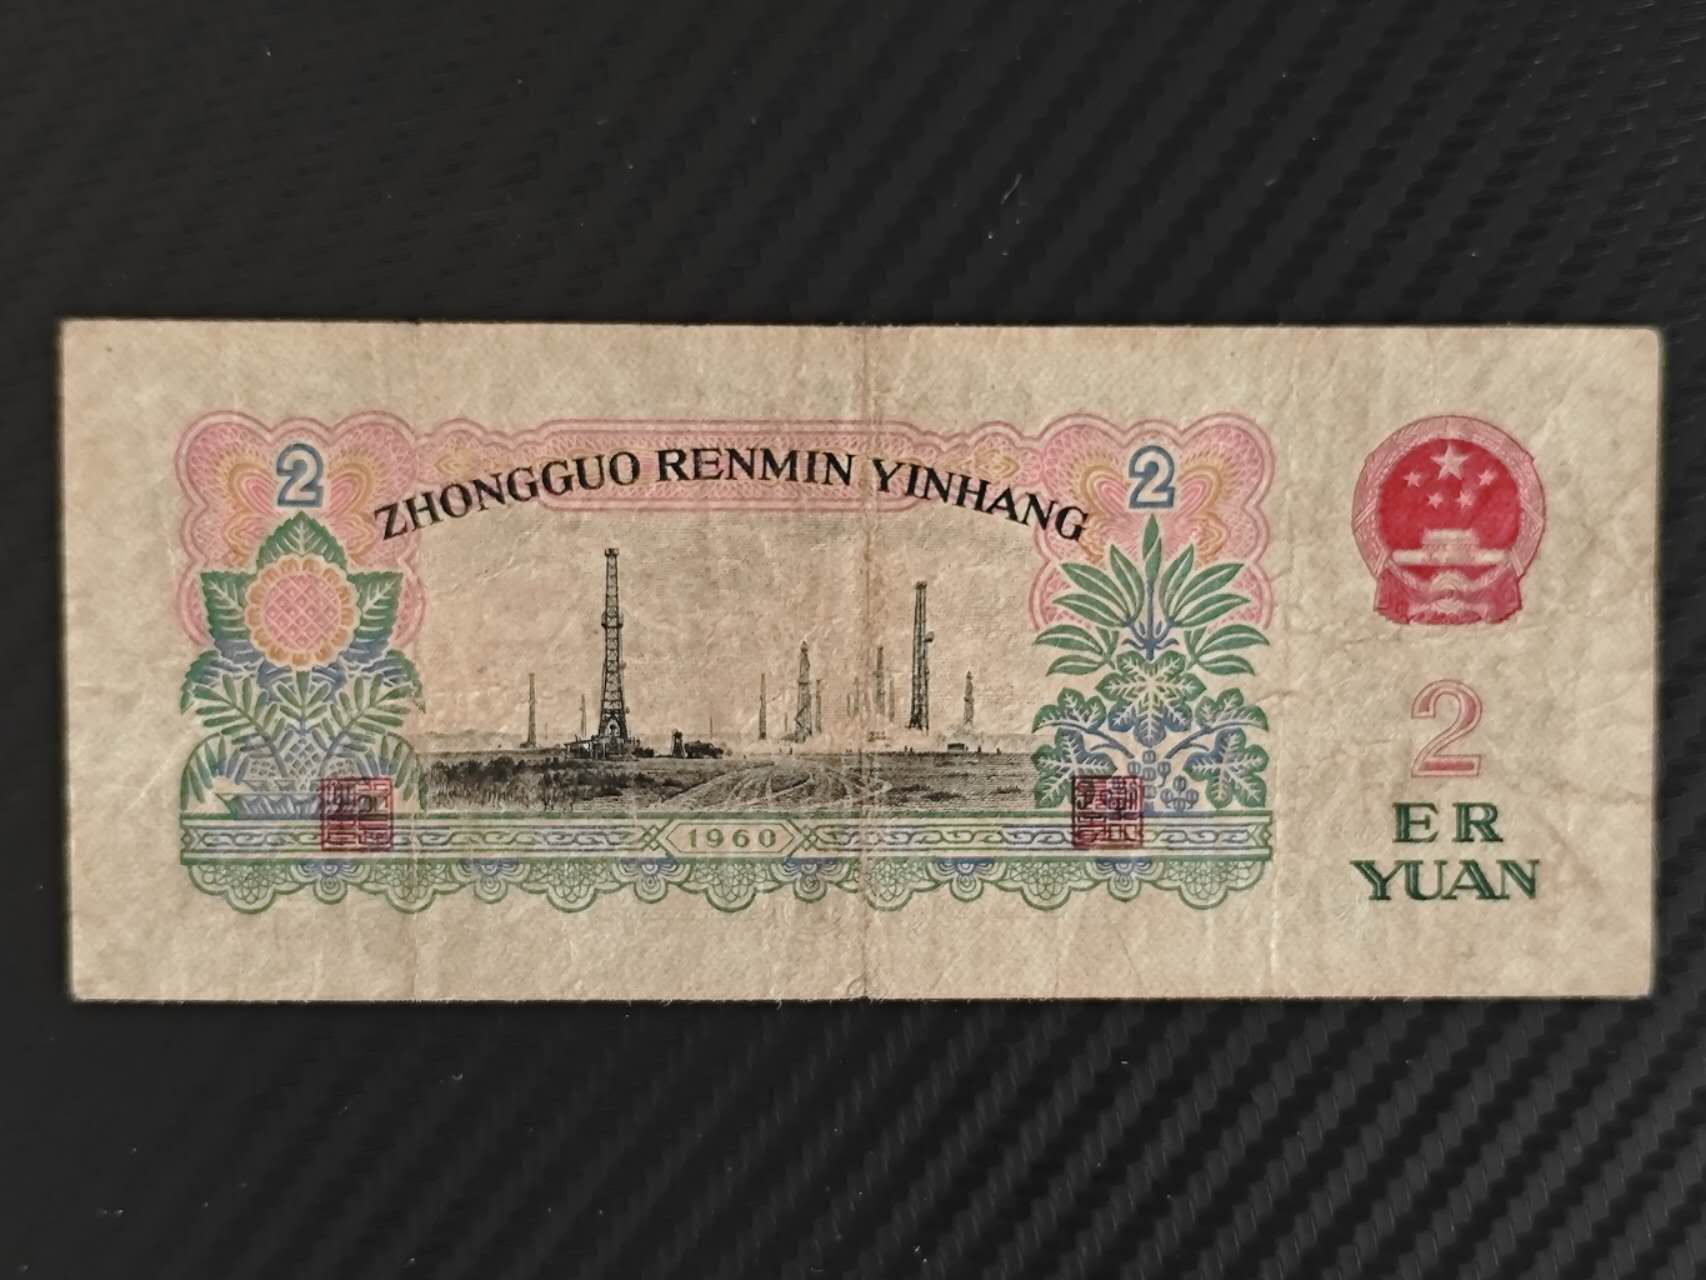 2 2
ZHONGGUO RENMIN YINHANG
1960
2
ER
YUAN